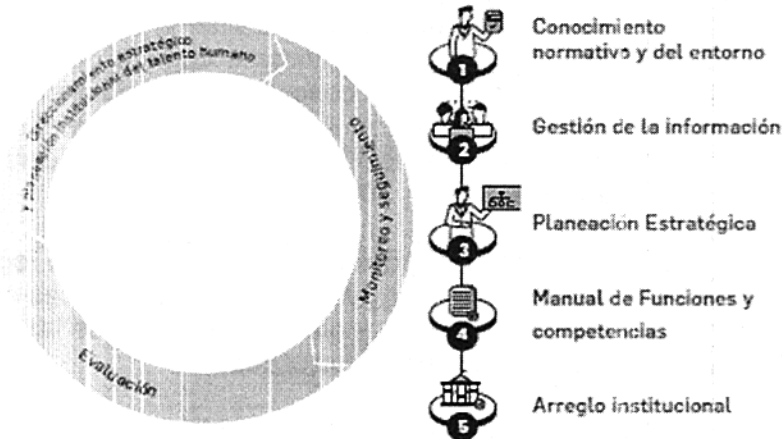 Direccionamiento estratégico
y planeación institucional del talento humano
Monitoreo y seguimiento
Evaluación
1
Conocimiento
normativo y del entorno
2
Gestión de la información
3
Planeación Estratégica
4
Manual de Funciones y
competencias
5
Arreglo institucional